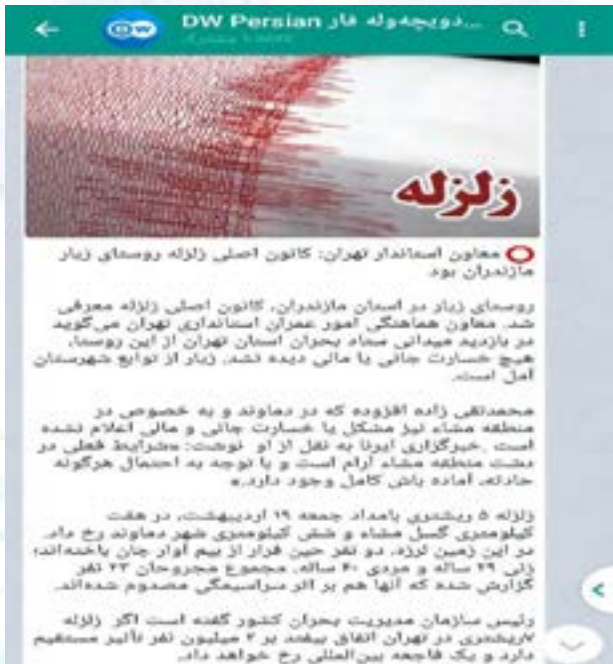 DW Persian دویچه‌وله فار...
زلزله
معاون استاندار تهران: کانون اصلی زلزله روستای زیار
مازندران بود
روستای زیار در استان مازندران، کانون اصلی زلزله معرفی
شد. معاون هماهنگی امور عمران استانداری تهران می‌گوید
در بازدید میدانی ستاد بحران استان تهران از این روستا،
هیچ خسارت جانی یا مالی دیده نشد. زیار از توابع شهرستان
آمل است.
محمدتقی زاده افزوده که در دماوند و به خصوص در
منطقه مشاء نیز مشکل یا خسارت جانی و مالی اعلام نشده
است .خبرگزاری ایرنا به نقل از او نوشت: «شرایط فعلی در
دشت منطقه مشاء آرام است و با توجه به احتمال هرگونه
حادثه، آماده باش کامل وجود دارد.»
زلزله ۵ ریشتری بامداد جمعه ۱۹ اردیبهشت، در هفت
کیلومتری گسل مشاء و شش کیلومتری شهر دماوند رخ داد.
در این زمین لرزه، دو نفر حین فرار از بیم آوار جان باخته‌اند؛
زنی ۲۹ ساله و مردی ۶۰ ساله. مجموع مجروحان ۲۳ نفر
گزارش شده که آنها هم بر اثر سراسیمگی مصدوم شده‌اند.
رئیس سازمان مدیریت بحران کشور گفته است اگر زلزله
۷ریشتری در تهران اتفاق بیفتد بر ۲ میلیون نفر تأثیر مستقیم
دارد و یک فاجعه بین‌المللی رخ خواهد داد.